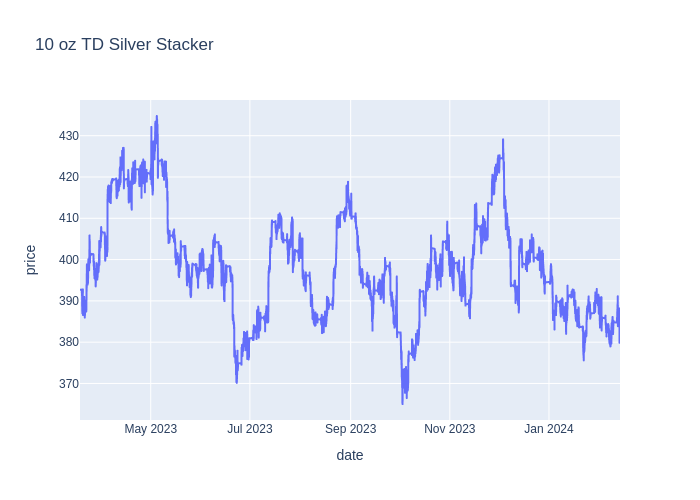 10 oz TD Silver Stacker
430
420
410
400
390
380
370
price
May 2023
Jul 2023
Sep 2023
Nov 2023
Jan 2024
date